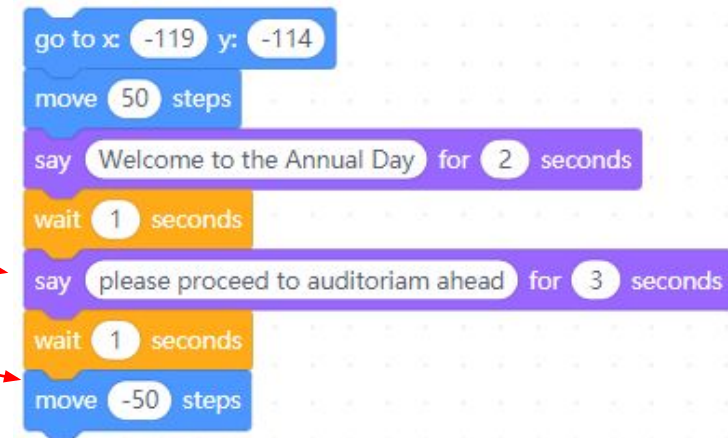 go to x: -119 y: -114
move 50 steps
say Welcome to the Annual Day for 2 seconds
wait 1 seconds
say please proceed to auditoriam ahead for 3 seconds
wait 1 seconds
move -50 steps